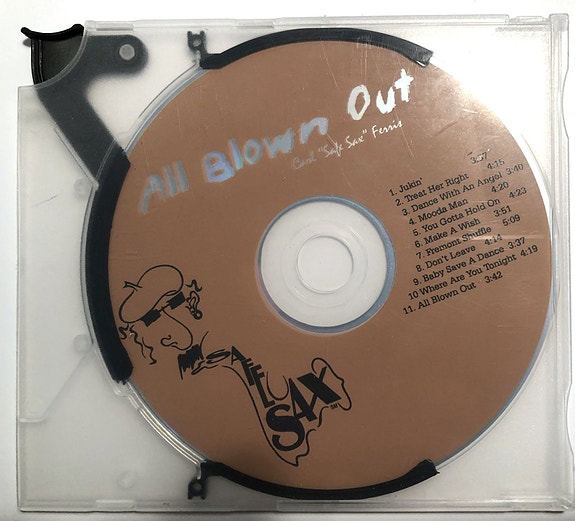 All Blown Out
Carl "Safe Sax" Ferris
1. Jukin' 3:37
2. Treat Her Right 4:15
3. Dance With An Angel 3:40
4. Mooda Man 4:20
5. You Gotta Hold On 4:23
6. Make A Wish 3:51
7. Fremont Shuffle 5:09
8. Don't Leave 4:14
9. Baby Save A Dance 3:37
10 Where Are You Tonight 4:19
11. All Blown Out 3:42
SAFE
S4X
SM